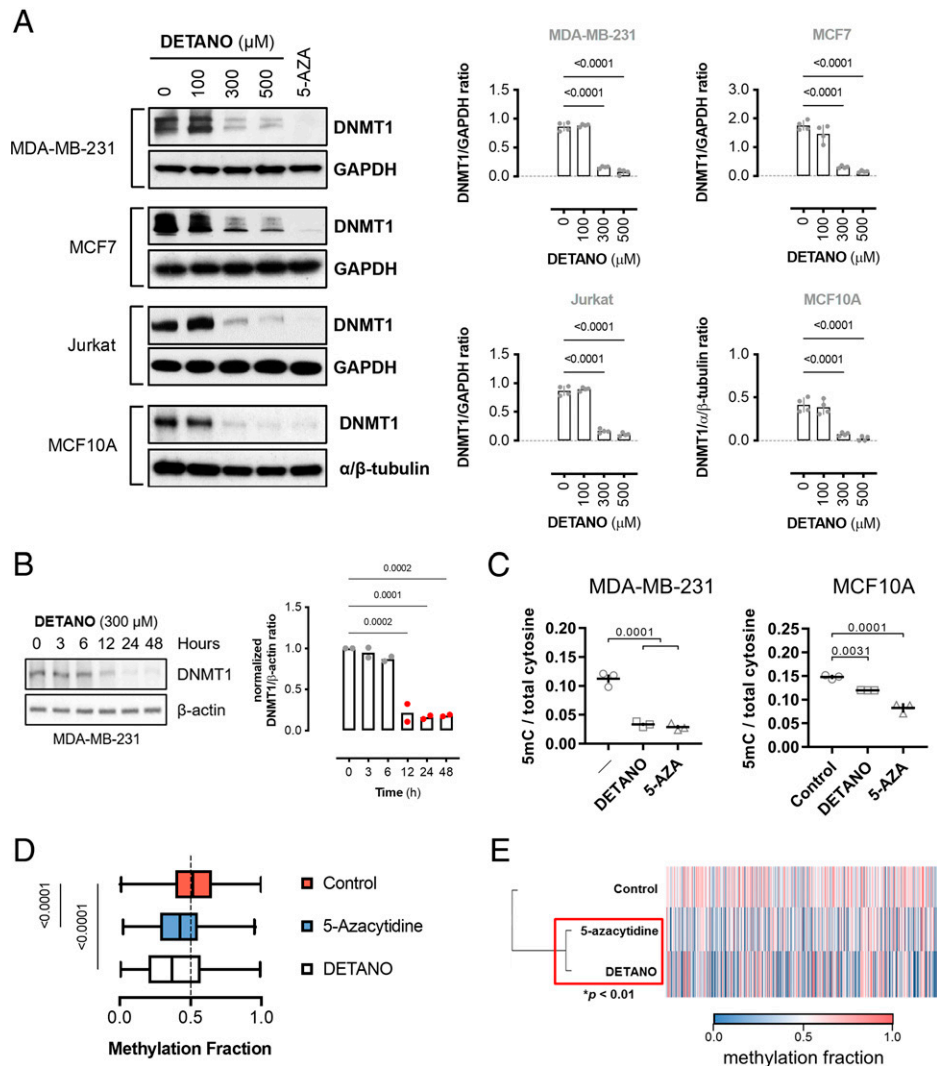 A
DETANO (µM)
0 100 300 500 5-AZA
MDA-MB-231
DNMT1
GAPDH
MCF7
DNMT1
GAPDH
Jurkat
DNMT1
GAPDH
MCF10A
DNMT1
α/β-tubulin
MDA-MB-231
<0.0001
<0.0001
DNMT1/GAPDH ratio
1.5
1.0
0.5
0.0
0 100 300 500
DETANO (µM)
MCF7
<0.0001
<0.0001
DNMT1/GAPDH ratio
3.0
2.0
1.0
0.0
0 100 300 500
DETANO (µM)
Jurkat
<0.0001
<0.0001
DNMT1/GAPDH ratio
1.5
1.0
0.5
0.0
0 100 300 500
DETANO (µM)
MCF10A
<0.0001
<0.0001
DNMT1/α/β-tubulin ratio
1.0
0.5
0.0
0 100 300 500
DETANO (µM)
B
DETANO (300 µM)
0 3 6 12 24 48 Hours
DNMT1
β-actin
MDA-MB-231
0.0002
0.0001
0.0002
normalized
DNMT1/β-actin ratio
1.5
1.0
0.5
0.0
0 3 6 12 24 48
Time (h)
C
MDA-MB-231
5mC / total cytosine
0.20
0.15
0.10
0.05
0.00
0.0001
DETANO
5-AZA
MCF10A
5mC / total cytosine
0.25
0.20
0.15
0.10
0.05
0.00
0.0001
0.0031
Control
DETANO
5-AZA
D
<0.0001
<0.0001
Control
5-Azacytidine
DETANO
0.0 0.5 1.0
Methylation Fraction
E
Control
5-azacytidine
DETANO
*p < 0.01
0.0 0.5 1.0
methylation fraction